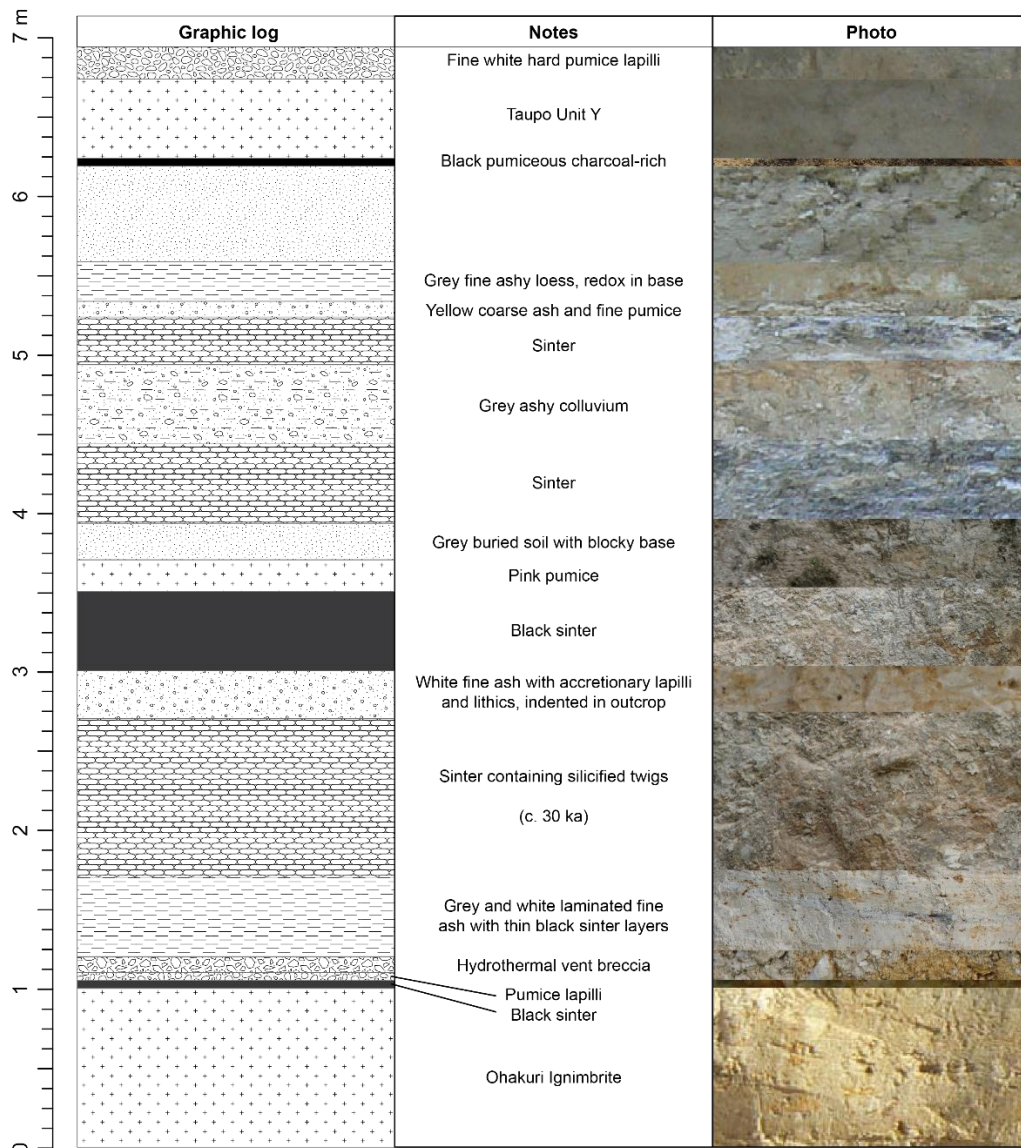 7 m
Graphic log
Notes
Photo
Fine white hard pumice lapilli
Taupo Unit Y
Black pumiceous charcoal-rich
6
Grey fine ashy loess, redox in base
Yellow coarse ash and fine pumice
Sinter
5
Grey ashy colluvium
Sinter
4
Grey buried soil with blocky base
Pink pumice
Black sinter
3
White fine ash with accretionary lapilli
and lithics, indented in outcrop
Sinter containing silicified twigs
(c. 30 ka)
2
Grey and white laminated fine
ash with thin black sinter layers
Hydrothermal vent breccia
Pumice lapilli
1
Black sinter
Ohakuri Ignimbrite
0